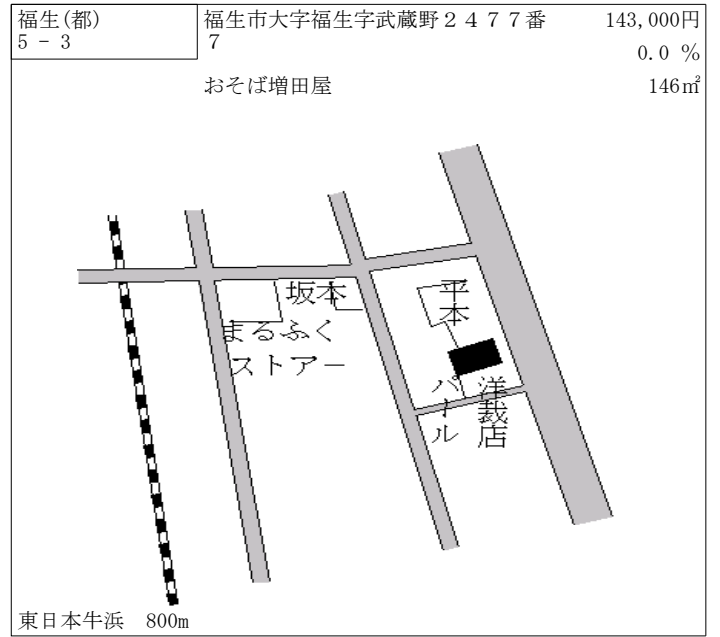 福生(都)
5 - 3
福生市大字福生字武蔵野２４７７番
7
143,000円
0.0 %
おそば増田屋
146㎡
坂本
平本
まるふく
ストアー
パール
洋裁店
東日本牛浜 800m